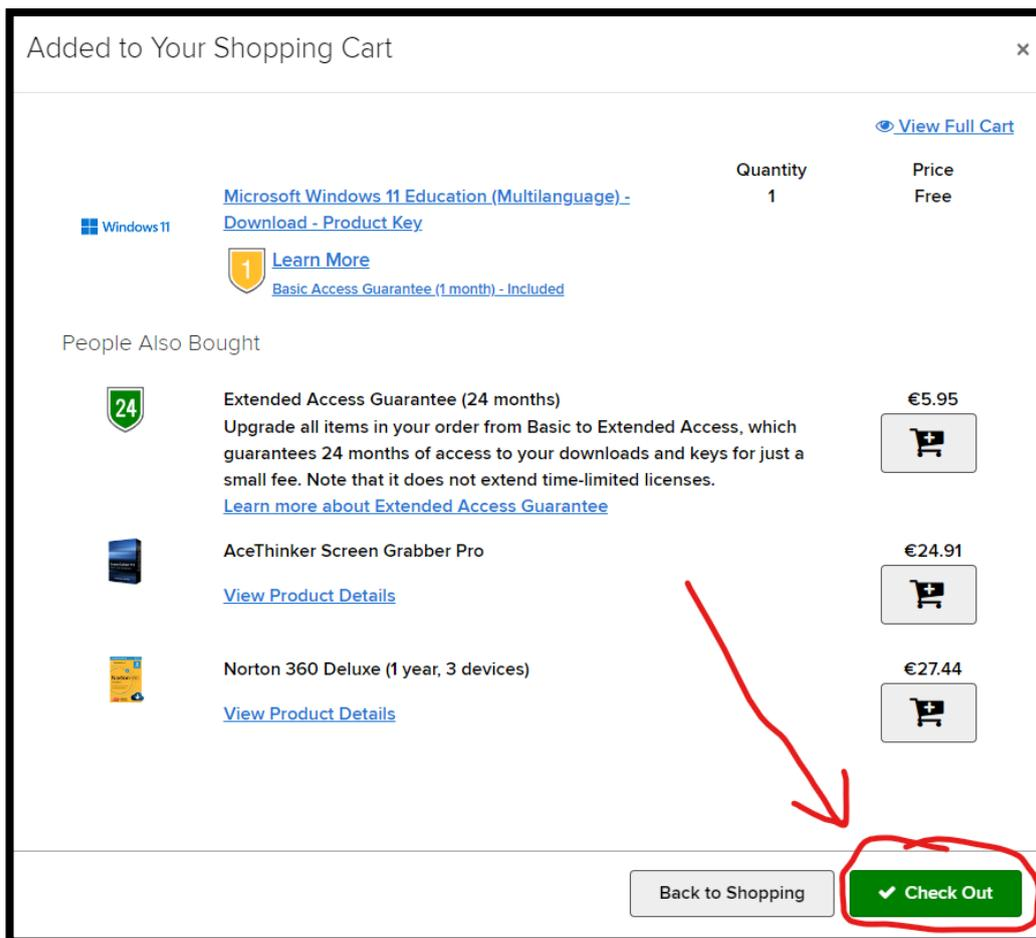 Added to Your Shopping Cart
×
View Full Cart
Quantity
Price
Windows 11
Microsoft Windows 11 Education (Multilanguage) -
Download - Product Key
1
Free
1
Learn More
Basic Access Guarantee (1 month) - Included
People Also Bought
24
Extended Access Guarantee (24 months)
€5.95
Upgrade all items in your order from Basic to Extended Access, which
guarantees 24 months of access to your downloads and keys for just a
small fee. Note that it does not extend time-limited licenses.
Learn more about Extended Access Guarantee
AceThinker Screen Grabber Pro
€24.91
View Product Details
Norton
Norton 360 Deluxe (1 year, 3 devices)
€27.44
View Product Details
Back to Shopping
Check Out